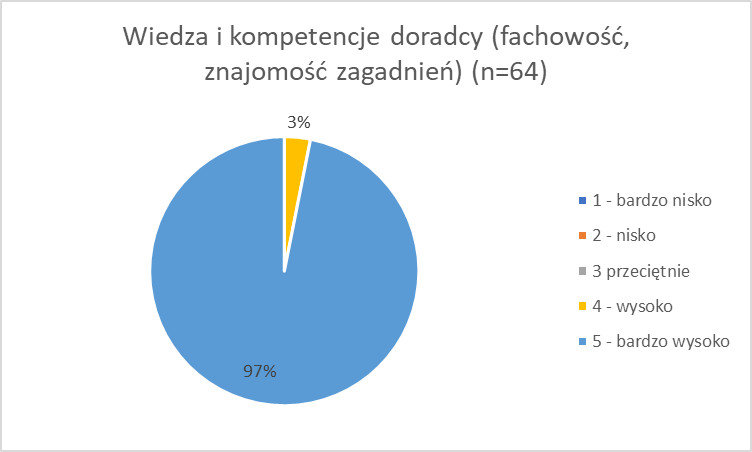 Wiedza i kompetencje doradcy (fachowość,
znajomość zagadnień) (n=64)
3%
97%
1 - bardzo nisko
2 - nisko
3 przeciętnie
4 - wysoko
5 - bardzo wysoko